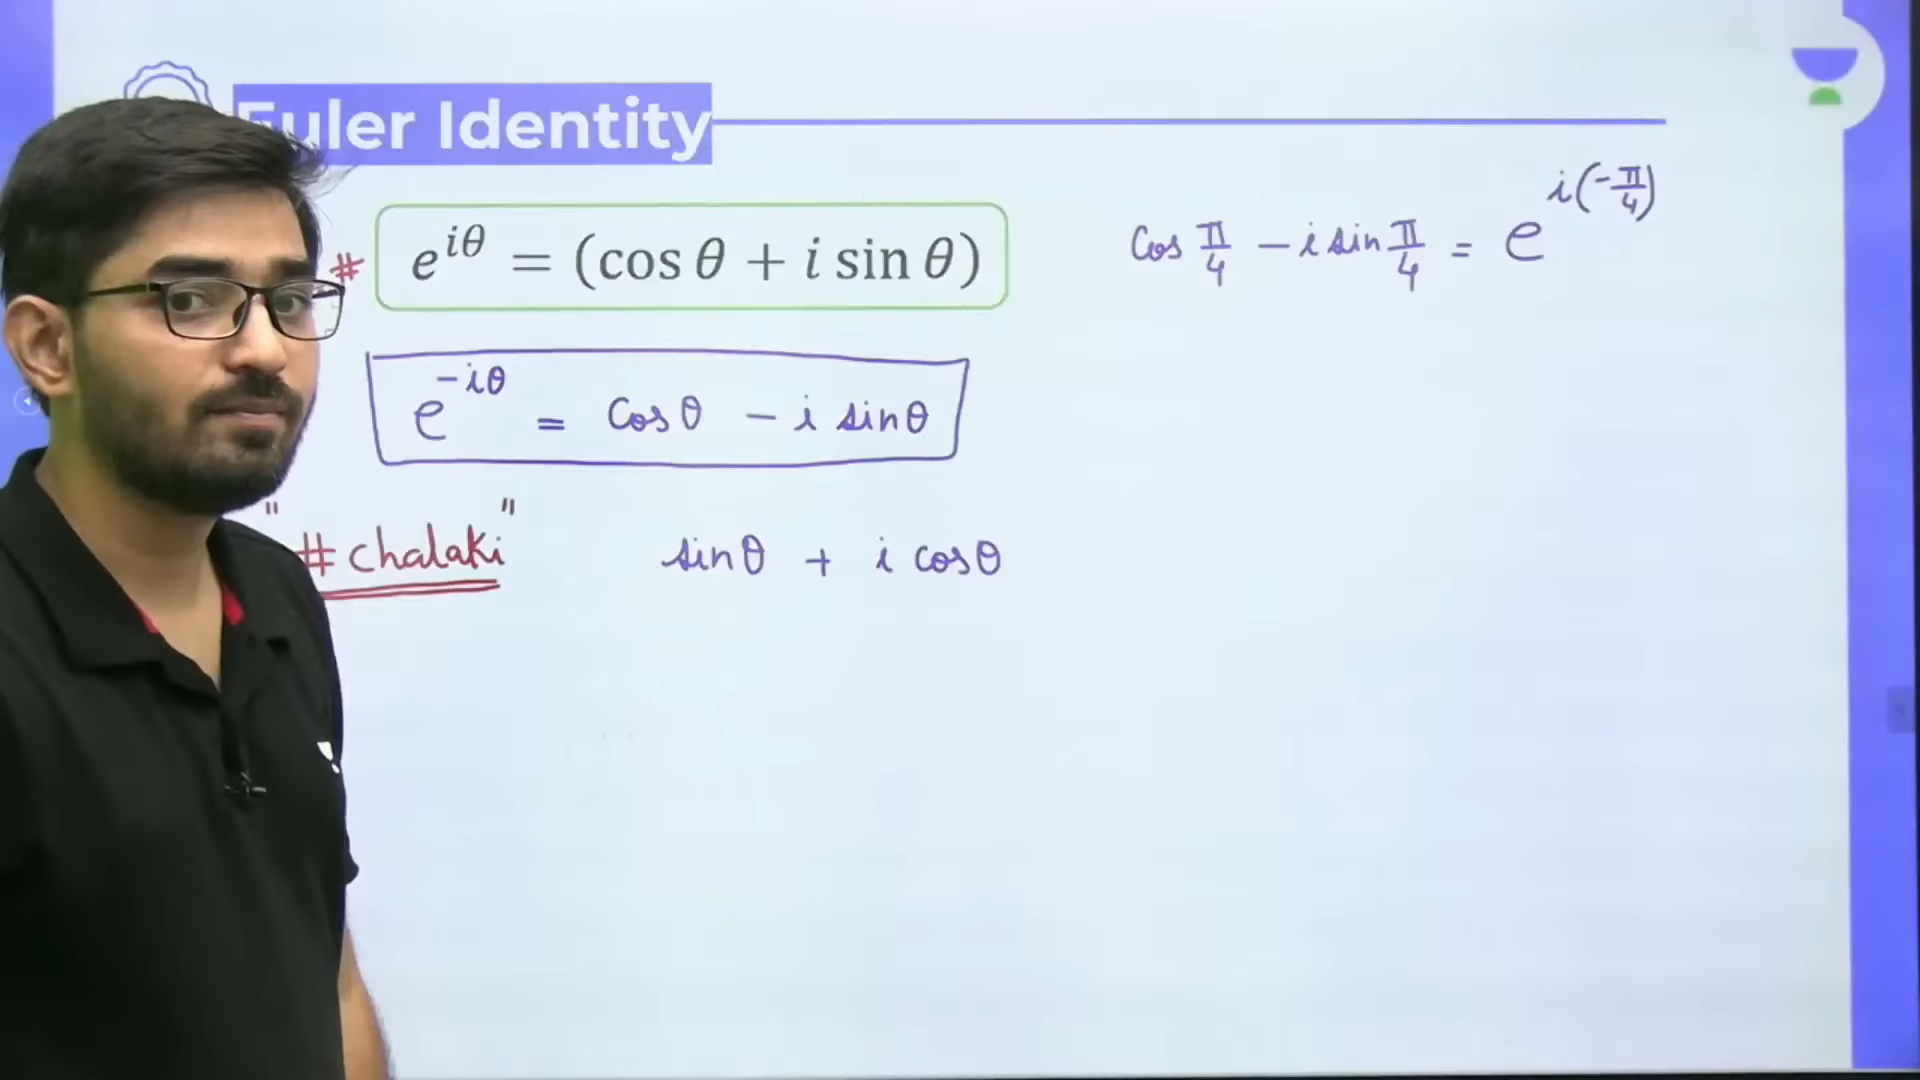 Euler Identity
# e^{iθ} = (cos θ + i sin θ)
cos π/4 - i sin π/4 = e^{i(-π/4)}
e^{-iθ} = cos θ - i sin θ
"#chalaki"
sin θ + i cos θ